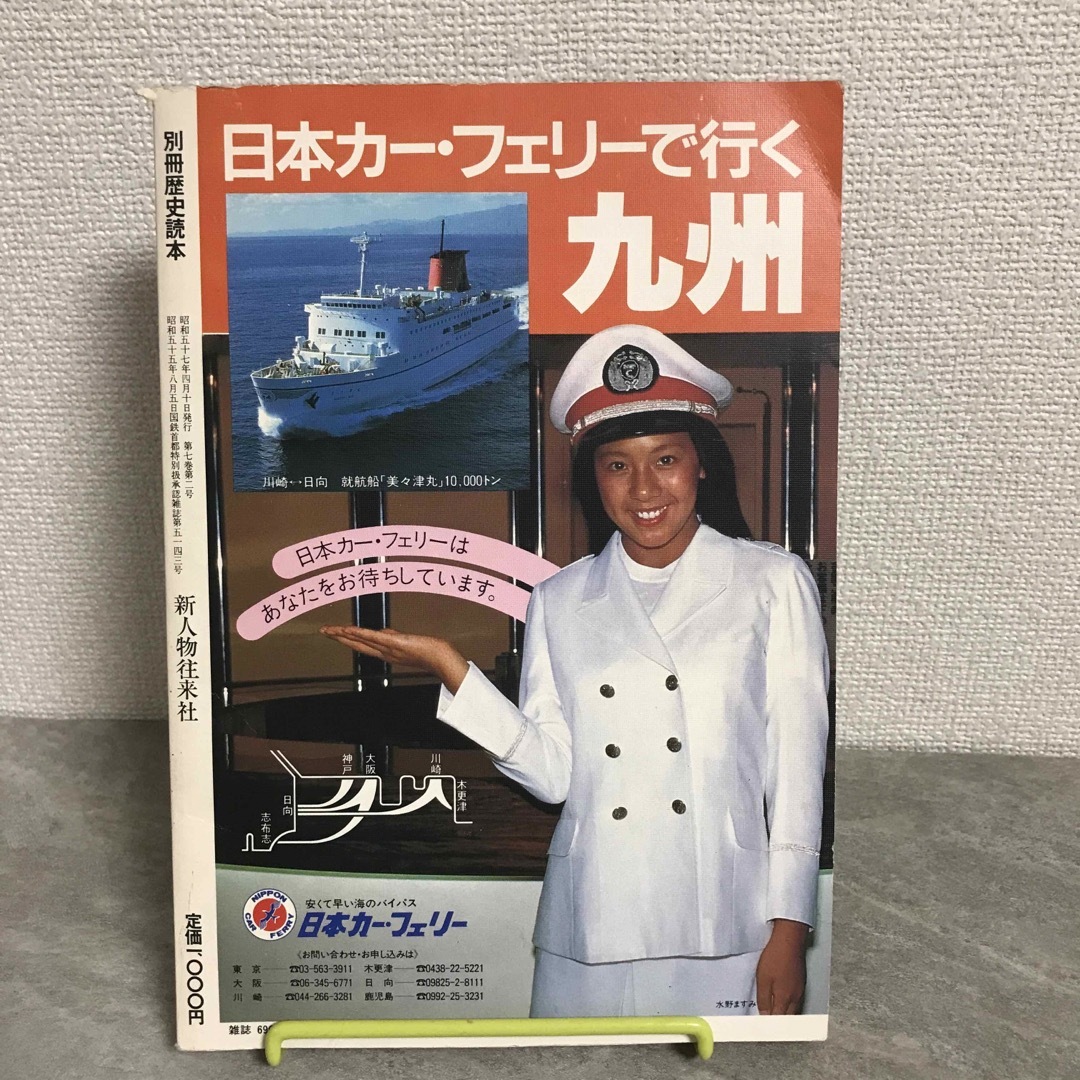 別冊歴史読本
昭和五十七年四月十日発行 第七巻第二号
昭和五十五年八月五日国鉄首都特別扱承認雑誌第五一四三号
新人物往来社
定価1,000円
日本カー・フェリーで行く
九州
川崎↔日向 就航船「美々津丸」10,000トン
日本カー・フェリーは
あなたをお待ちしています。
神戸
大阪
川崎
木更津
日向
志布志
NIPPON
CAR FERRY
安くて早い海のバイパス
日本カー・フェリー
《お問い合わせ・お申し込みは》
東京──☎03-563-3911 木更津──☎0438-22-5221
大阪──☎06-345-6771 日向──☎09825-2-8111
川崎──☎044-266-3281 鹿児島──☎0992-25-3231
水野ますみ
雑誌